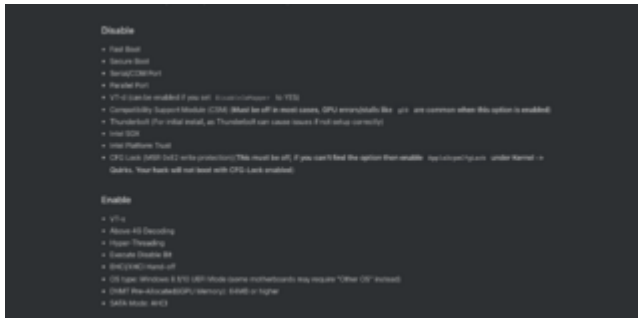 Disable
Fast Boot
Secure Boot
Serial/COM Port
Parallel Port
VT-d (can be enabled if you set DisableIoMapper to YES)
Compatibility Support Module (CSM) (Must be off in most cases, GPU errors/stalls like gIO are common when this option is enabled)
Thunderbolt (For initial install, as Thunderbolt can cause issues if not setup correctly)
Intel SGX
Intel Platform Trust
CFG Lock (MSR 0xE2 write protection)(This must be off, if you can't find the option then enable AppleXcpmCfgLock under Kernel ->
Quirks. Your hack will not boot with CFG-Lock enabled)
Enable
VT-x
Above 4G Decoding
Hyper-Threading
Execute Disable Bit
EHCI/XHCI Hand-off
OS type: Windows 8.1/10 UEFI Mode (some motherboards may require "Other OS" instead)
DVMT Pre-Allocated(iGPU Memory): 64MB or higher
SATA Mode: AHCI